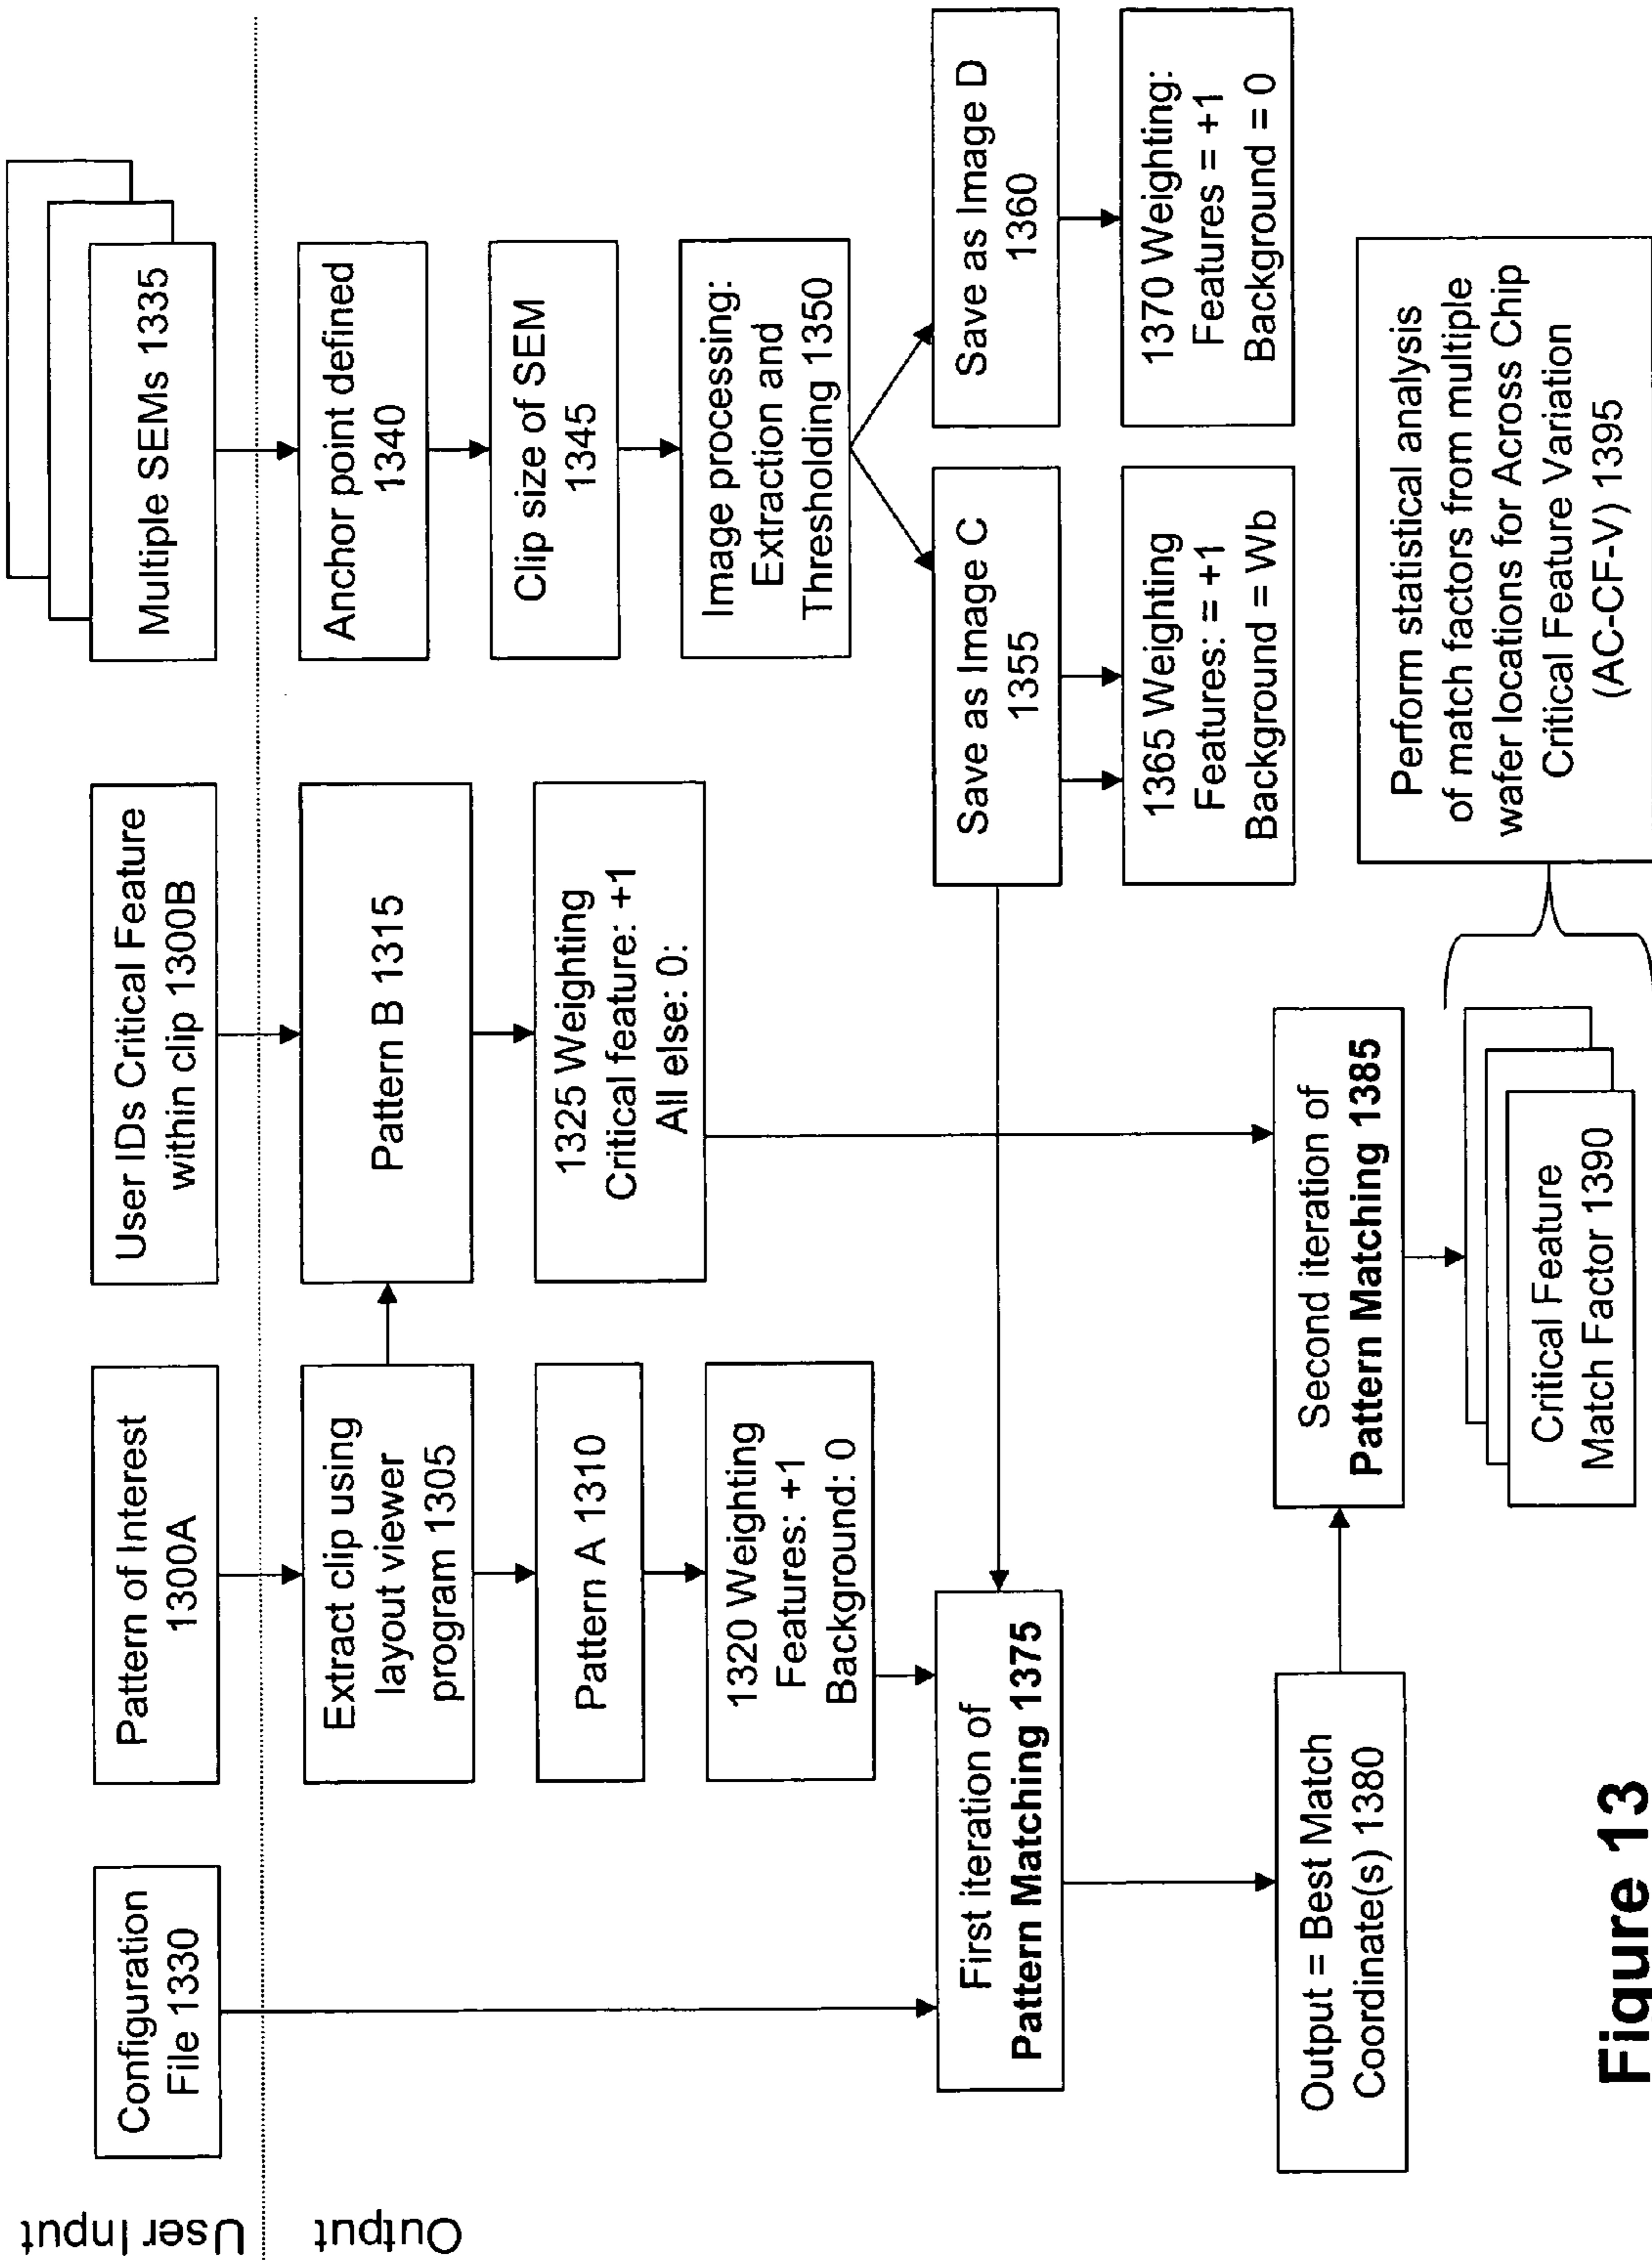 User Input
Configuration
File 1330
Pattern of Interest
1300A
User IDs Critical Feature
within clip 1300B
Multiple SEMs 1335
Output
Extract clip using
layout viewer
program 1305
Pattern B 1315
Anchor point defined
1340
Pattern A 1310
1325 Weighting
Critical feature: +1
All else: 0:
Clip size of SEM
1345
1320 Weighting
Features: +1
Background: 0
Image processing:
Extraction and
Thresholding 1350
First iteration of
Pattern Matching 1375
Save as Image C
1355
Save as Image D
1360
1365 Weighting
Features: = +1
Background = Wb
1370 Weighting:
Features = +1
Background = 0
Output = Best Match
Coordinate(s) 1380
Second iteration of
Pattern Matching 1385
Critical Feature
Match Factor 1390
Perform statistical analysis
of match factors from multiple
wafer locations for Across Chip
Critical Feature Variation
(AC-CF-V) 1395
Figure 13